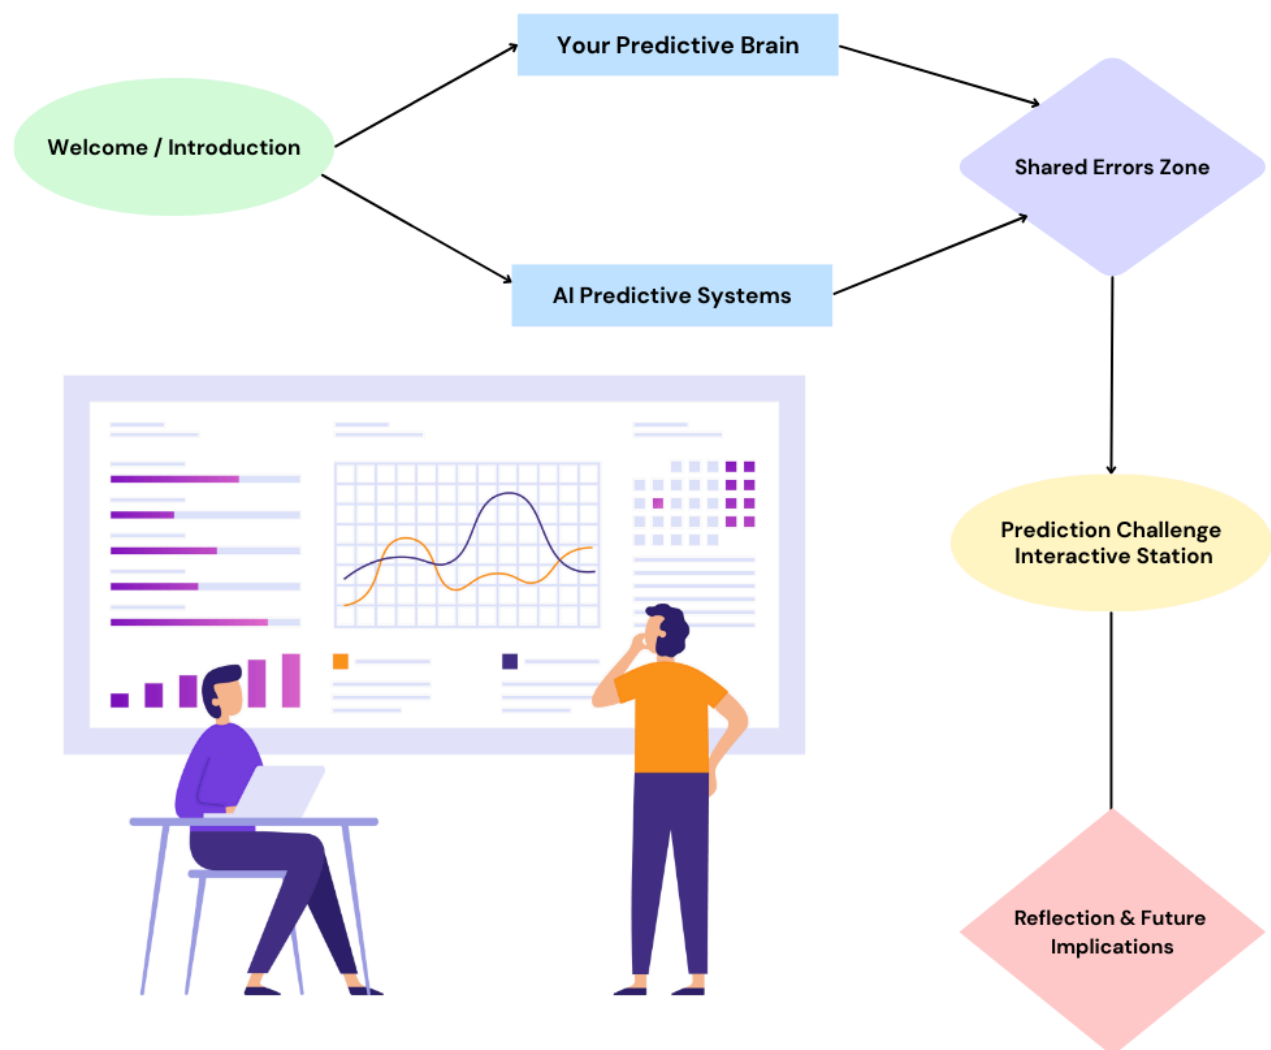 Your Predictive Brain
Welcome / Introduction
Shared Errors Zone
AI Predictive Systems
Prediction Challenge
Interactive Station
Reflection & Future
Implications